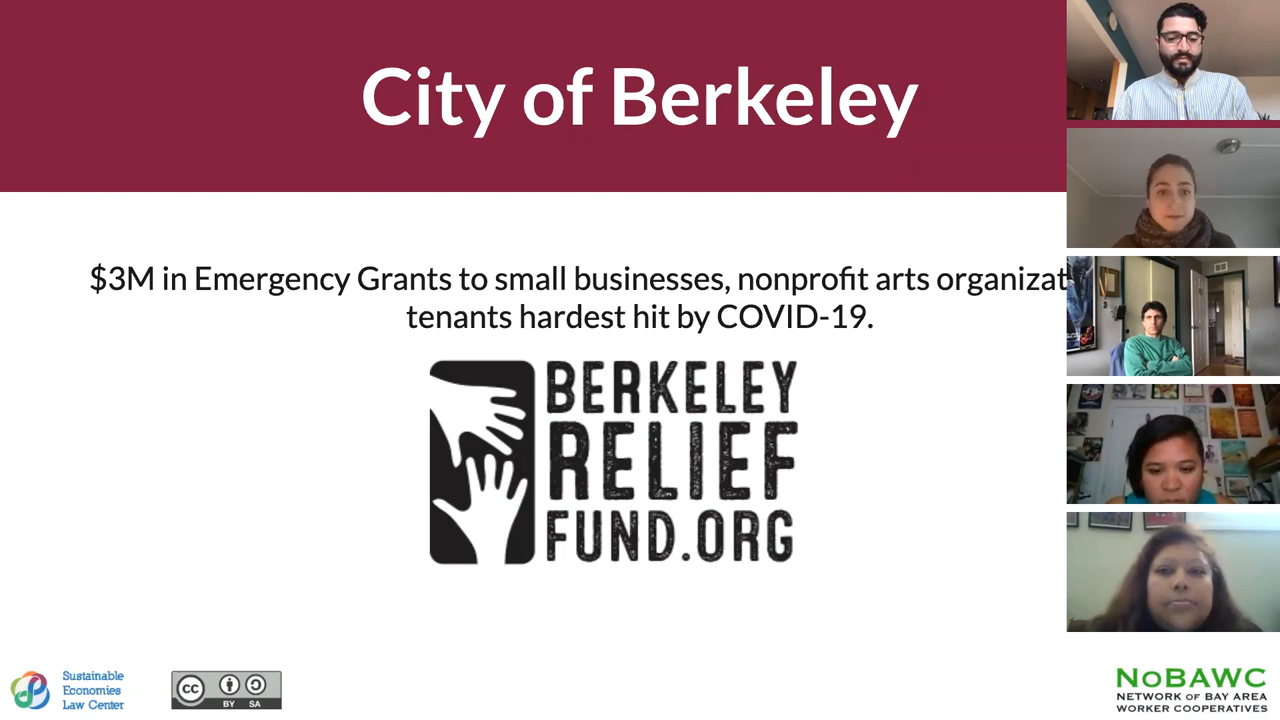 City of Berkeley
$3M in Emergency Grants to small businesses, nonprofit arts organizat
tenants hardest hit by COVID-19.
BERKELEY
RELIEF
FUND.ORG
Sustainable
Economies
Law Center
cc
BY SA
NoBAWC
NETWORK OF BAY AREA
WORKER COOPERATIVES